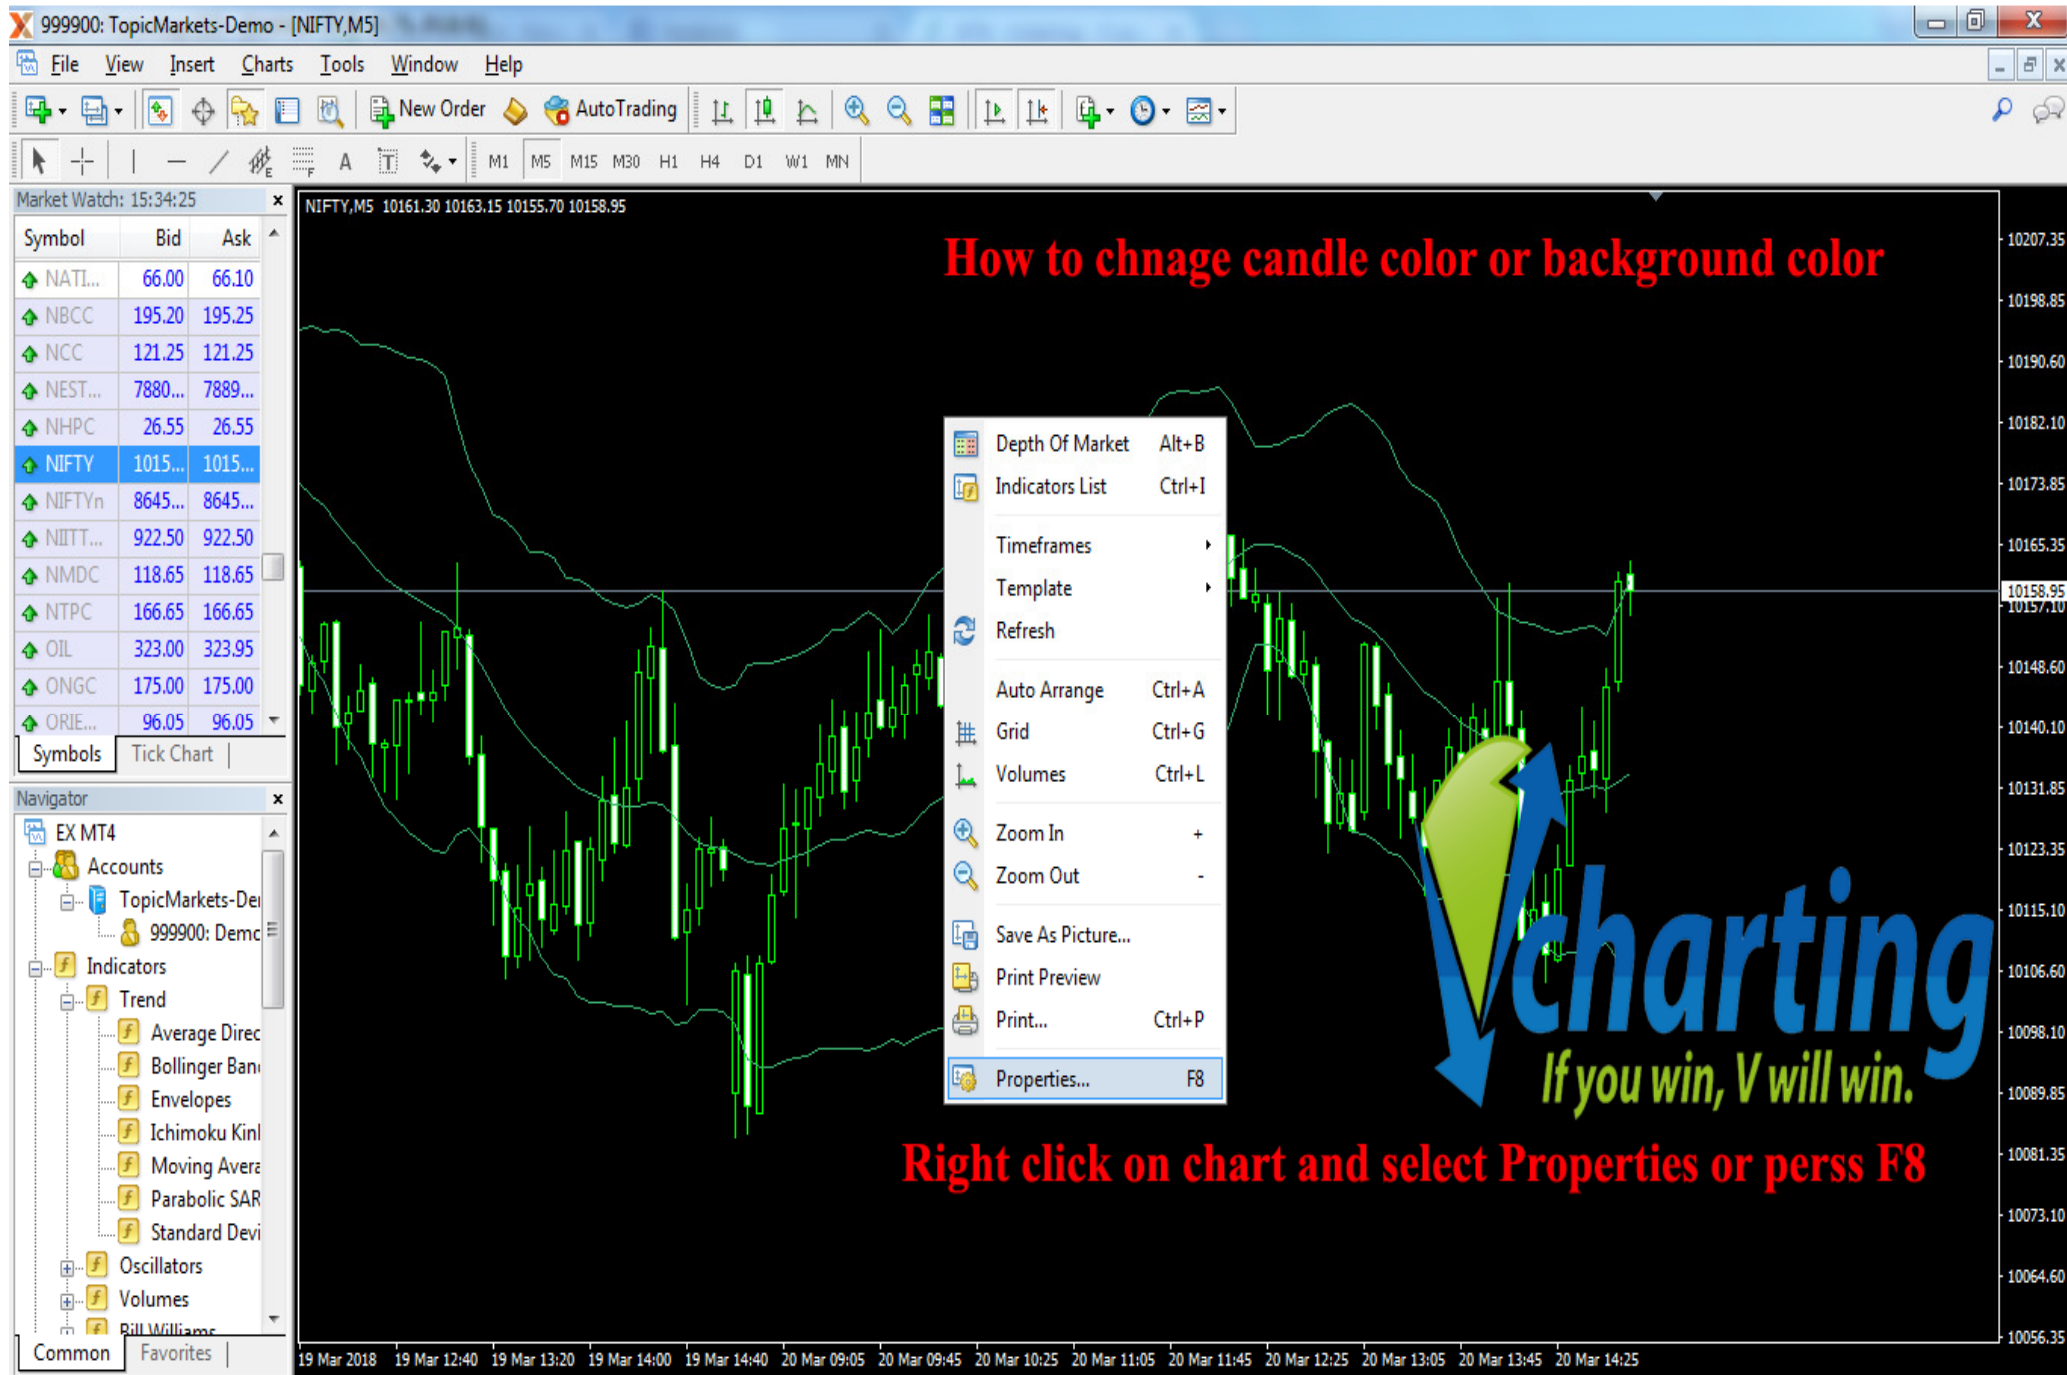 999900: TopicMarkets-Demo - [NIFTY,M5]
File View Insert Charts Tools Window Help
New Order AutoTrading
E F A T M1 M5 M15 M30 H1 H4 D1 W1 MN
Market Watch: 15:34:25
Symbol Bid Ask
NATI... 66.00 66.10
NBCC 195.20 195.25
NCC 121.25 121.25
NEST... 7880... 7889...
NHPC 26.55 26.55
NIFTY 1015... 1015...
NIFTYn 8645... 8645...
NIITT... 922.50 922.50
NMDC 118.65 118.65
NTPC 166.65 166.65
OIL 323.00 323.95
ONGC 175.00 175.00
ORIE... 96.05 96.05
Symbols Tick Chart
Navigator
EX MT4
Accounts
TopicMarkets-Der
999900: Demc
Indicators
Trend
Average Direc
Bollinger Ban
Envelopes
Ichimoku Kinl
Moving Avera
Parabolic SAR
Standard Devi
Oscillators
Volumes
Bill Williams
Common Favorites
NIFTY,M5 10161.30 10163.15 10155.70 10158.95
How to chnage candle color or background color
Depth Of Market Alt+B
Indicators List Ctrl+I
Timeframes
Template
Refresh
Auto Arrange Ctrl+A
Grid Ctrl+G
Volumes Ctrl+L
Zoom In +
Zoom Out -
Save As Picture...
Print Preview
Print... Ctrl+P
Properties... F8
Vcharting
If you win, V will win.
Right click on chart and select Properties or perss F8
10207.35
10198.85
10190.60
10182.10
10173.85
10165.35
10158.95
10157.10
10148.60
10140.10
10131.85
10123.35
10115.10
10106.60
10098.10
10089.85
10081.35
10073.10
10064.60
10056.35
19 Mar 2018 19 Mar 12:40 19 Mar 13:20 19 Mar 14:00 19 Mar 14:40 20 Mar 09:05 20 Mar 09:45 20 Mar 10:25 20 Mar 11:05 20 Mar 11:45 20 Mar 12:25 20 Mar 13:05 20 Mar 13:45 20 Mar 14:25